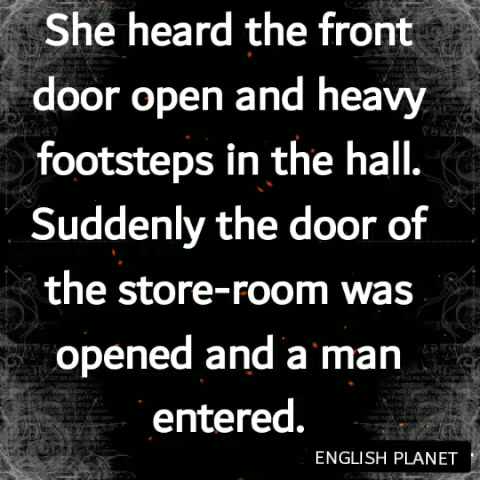 She heard the front
door open and heavy
footsteps in the hall.
Suddenly the door of
the store-room was
opened and a man
entered.
ENGLISH PLANET